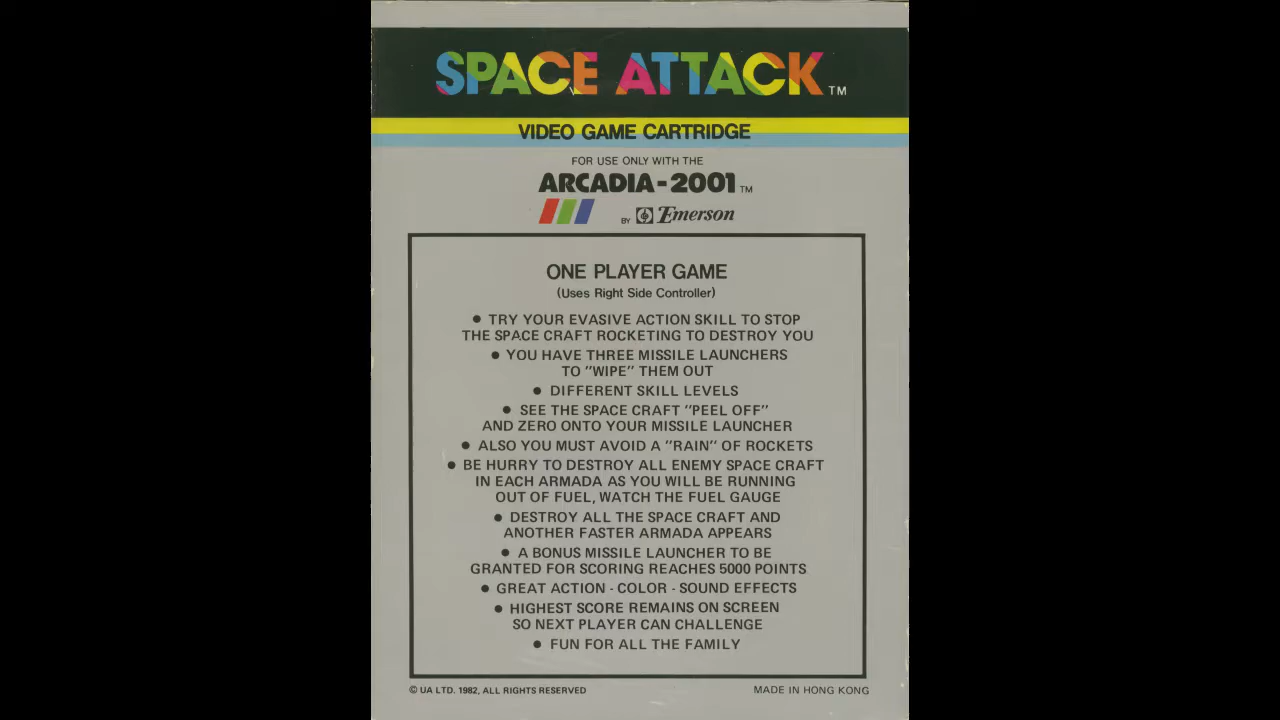 SPACE ATTACK TM
VIDEO GAME CARTRIDGE
FOR USE ONLY WITH THE
ARCADIA-2001 TM
BY Emerson
ONE PLAYER GAME
(Uses Right Side Controller)
• TRY YOUR EVASIVE ACTION SKILL TO STOP
THE SPACE CRAFT ROCKETING TO DESTROY YOU
• YOU HAVE THREE MISSILE LAUNCHERS
TO "WIPE" THEM OUT
• DIFFERENT SKILL LEVELS
• SEE THE SPACE CRAFT "PEEL OFF"
AND ZERO ONTO YOUR MISSILE LAUNCHER
• ALSO YOU MUST AVOID A "RAIN" OF ROCKETS
• BE HURRY TO DESTROY ALL ENEMY SPACE CRAFT
IN EACH ARMADA AS YOU WILL BE RUNNING
OUT OF FUEL, WATCH THE FUEL GAUGE
• DESTROY ALL THE SPACE CRAFT AND
ANOTHER FASTER ARMADA APPEARS
• A BONUS MISSILE LAUNCHER TO BE
GRANTED FOR SCORING REACHES 5000 POINTS
• GREAT ACTION - COLOR - SOUND EFFECTS
• HIGHEST SCORE REMAINS ON SCREEN
SO NEXT PLAYER CAN CHALLENGE
• FUN FOR ALL THE FAMILY
© UA LTD. 1982, ALL RIGHTS RESERVED
MADE IN HONG KONG